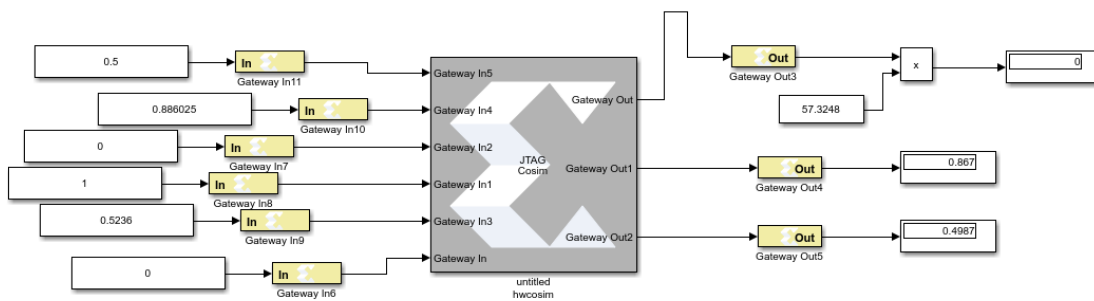 0.5
In
Gateway In11
0.886025
In
Gateway In10
0
In
Gateway In7
1
In
Gateway In8
0.5236
In
Gateway In9
0
In
Gateway In6
Gateway In5
Gateway In4
Gateway In2
Gateway In1
Gateway In3
Gateway In
JTAG
Cosim
Gateway Out
Gateway Out1
Gateway Out2
untitled
hwcosim
Out
Gateway Out3
57.3248
x
0
Out
Gateway Out4
0.867
Out
Gateway Out5
0.4987